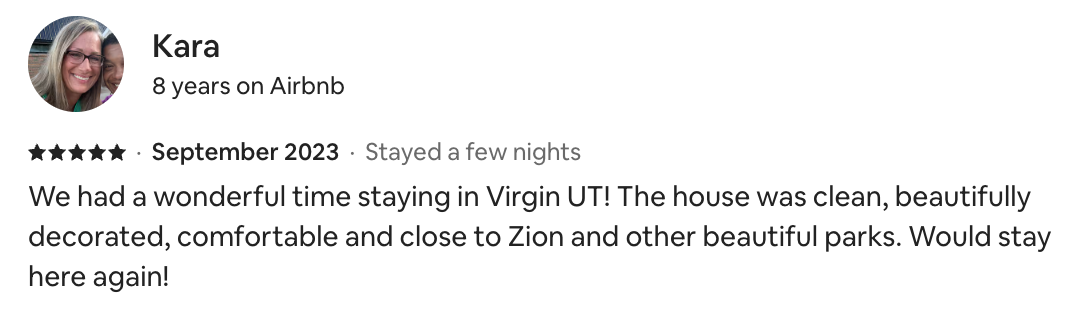 Kara
8 years on Airbnb
★★★★★ · September 2023 · Stayed a few nights
We had a wonderful time staying in Virgin UT! The house was clean, beautifully
decorated, comfortable and close to Zion and other beautiful parks. Would stay
here again!